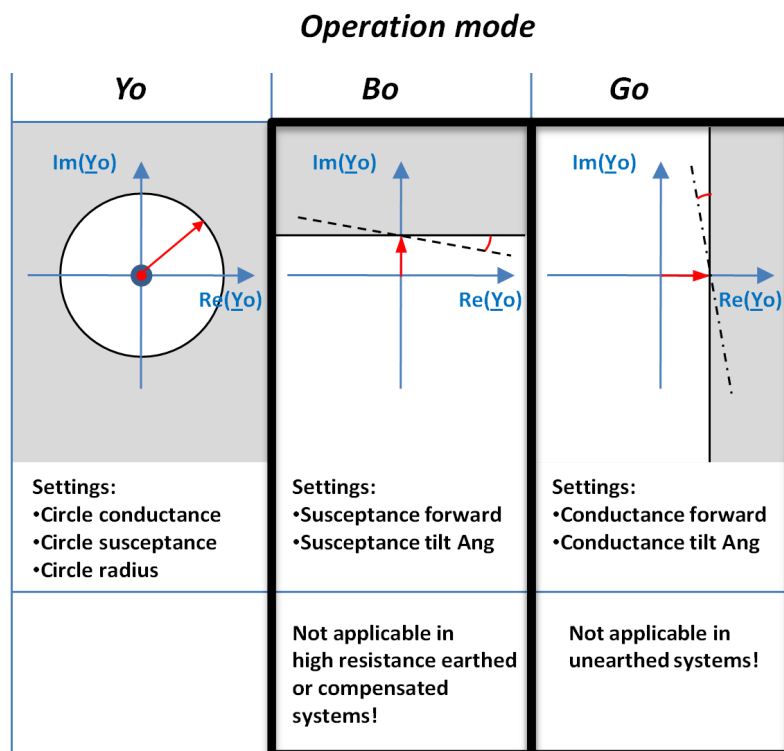 Operation mode
Yo
Bo
Go
Im(Yo)
Re(Yo)
Im(Yo)
Re(Yo)
Im(Yo)
Re(Yo)
Settings:
•Circle conductance
•Circle susceptance
•Circle radius
Settings:
•Susceptance forward
•Susceptance tilt Ang
Settings:
•Conductance forward
•Conductance tilt Ang
Not applicable in
high resistance earthed
or compensated
systems!
Not applicable in
unearthed systems!